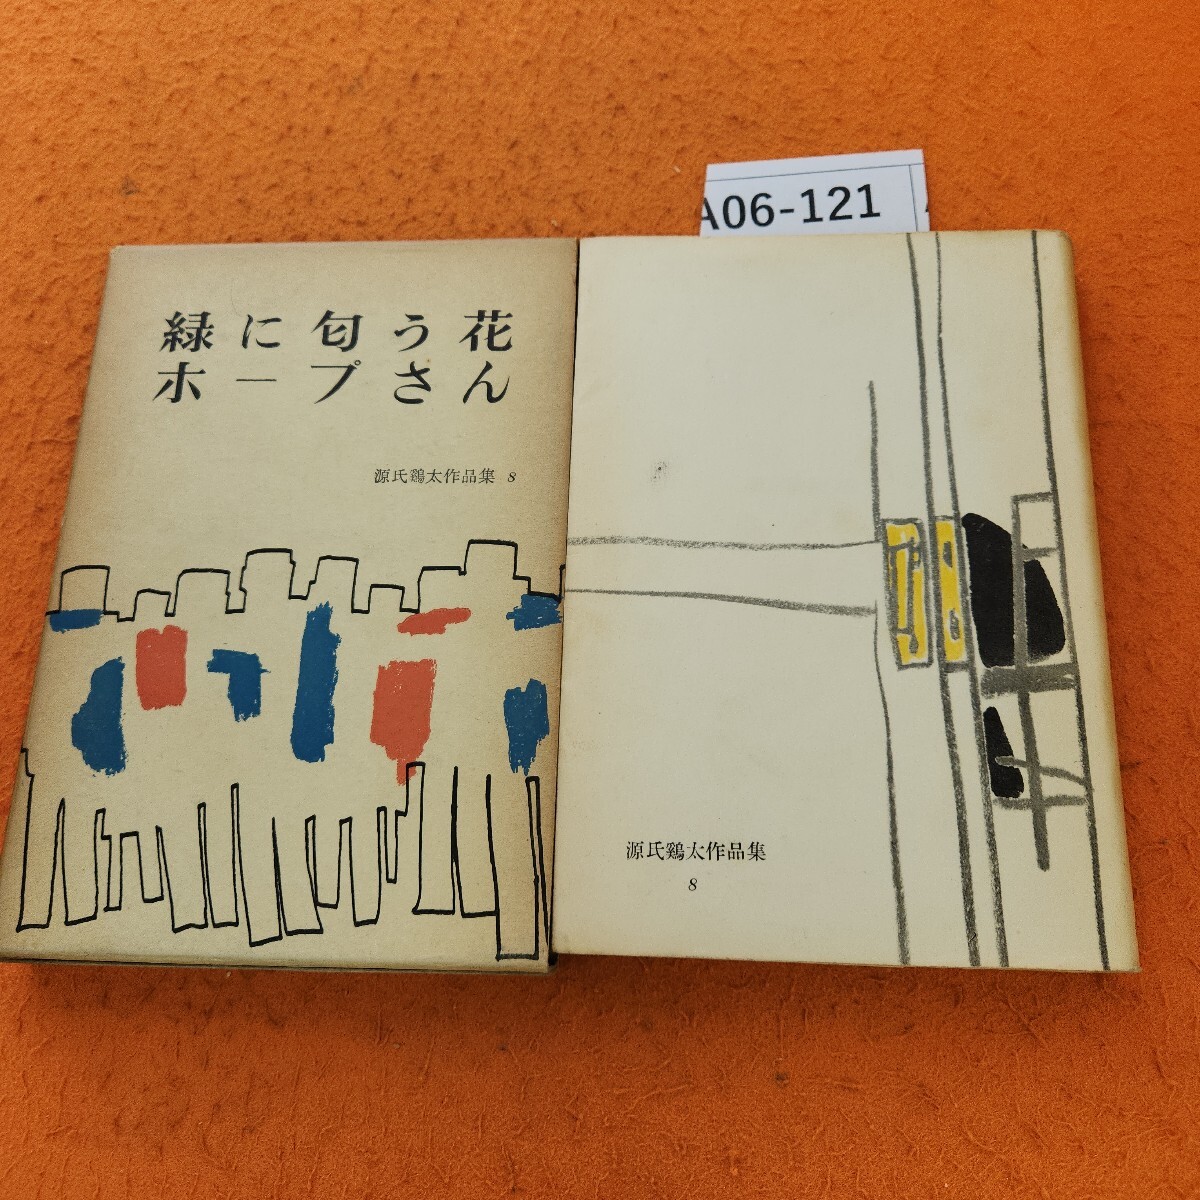 A06-121
緑に匂う花
ホープさん
源氏鶏太作品集 8
源氏鶏太作品集
8